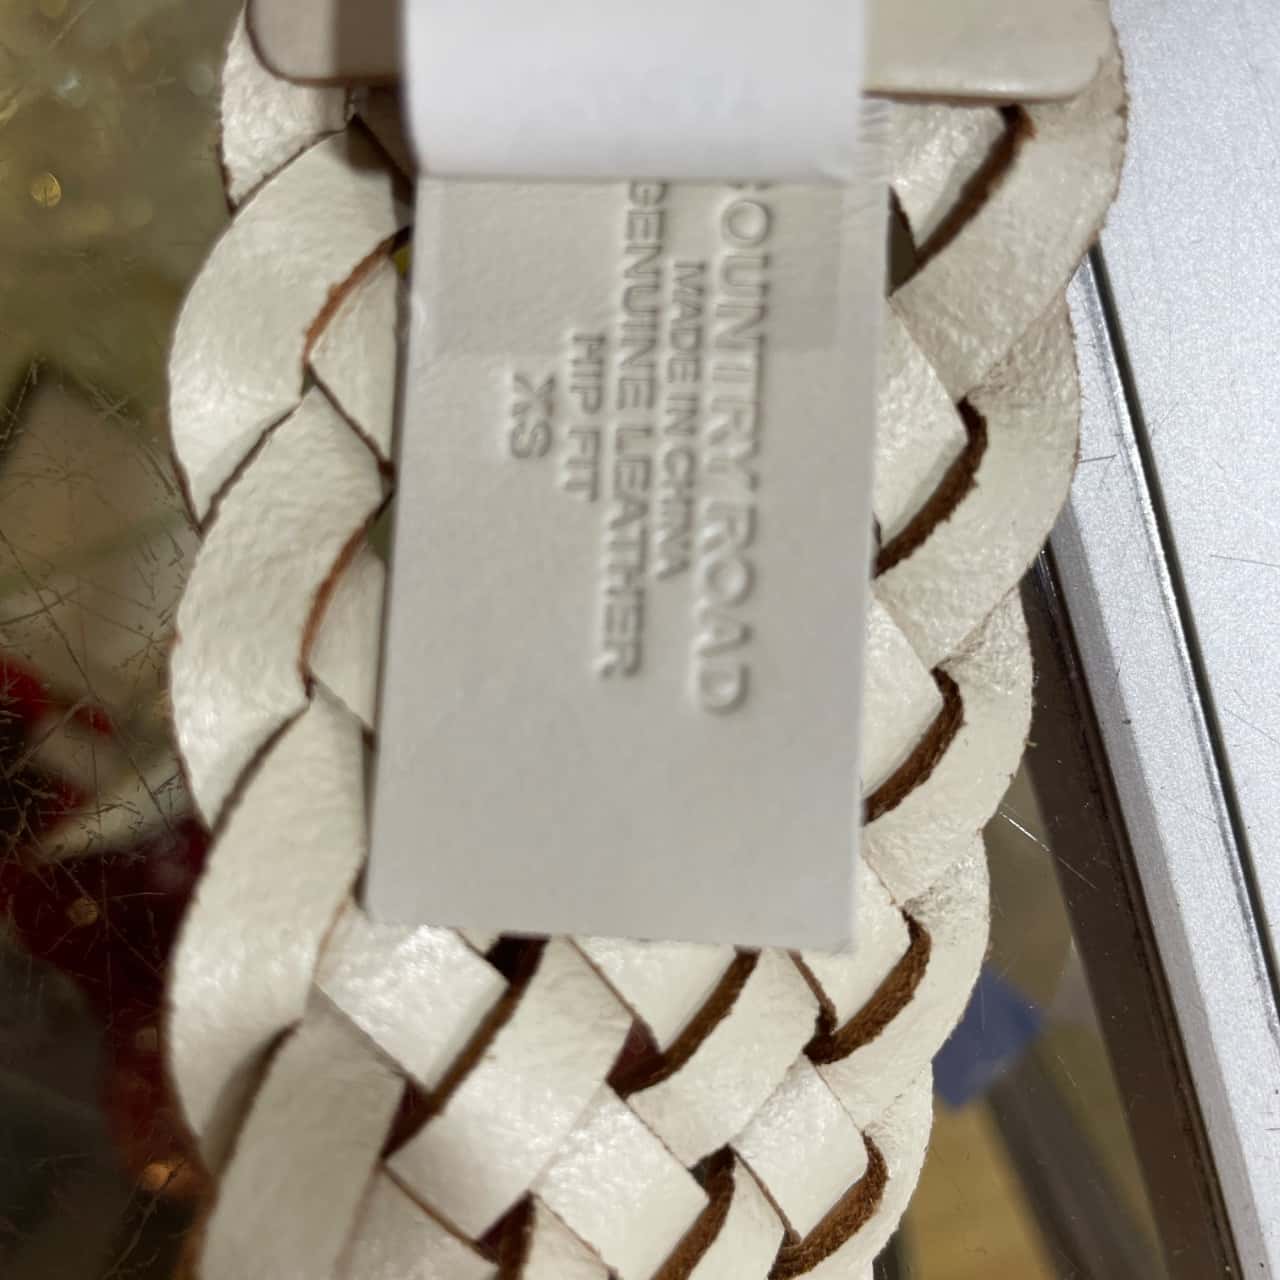 COUNTRY ROAD
MADE IN CHINA
GENUINE LEATHER
HIP FIT
XS